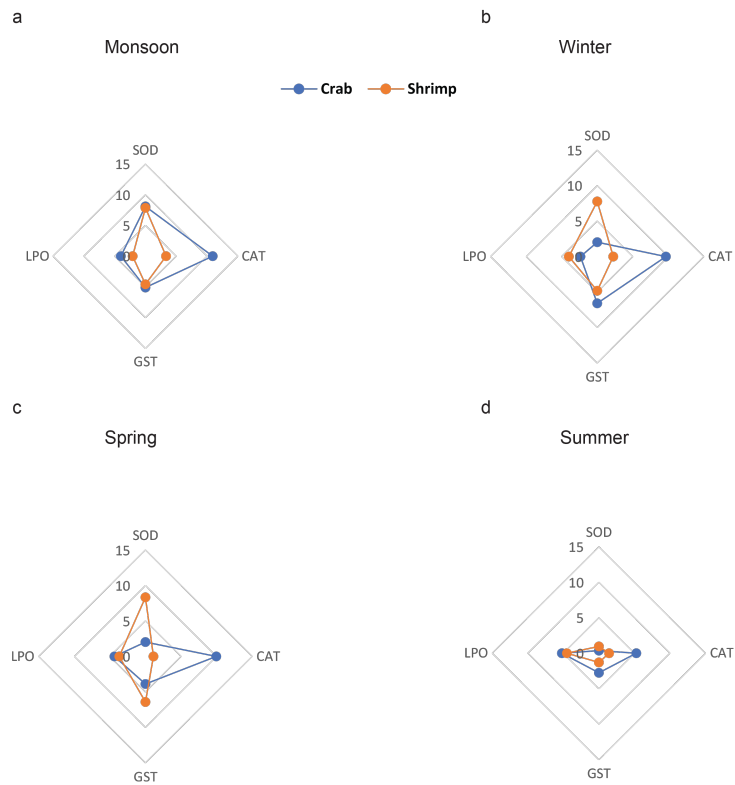 a
b
Monsoon
Winter
Crab
Shrimp
SOD
15
10
5
0
LPO
CAT
GST
SOD
15
10
5
0
LPO
CAT
GST
c
d
Spring
Summer
SOD
15
10
5
0
LPO
CAT
GST
SOD
15
10
5
0
LPO
CAT
GST